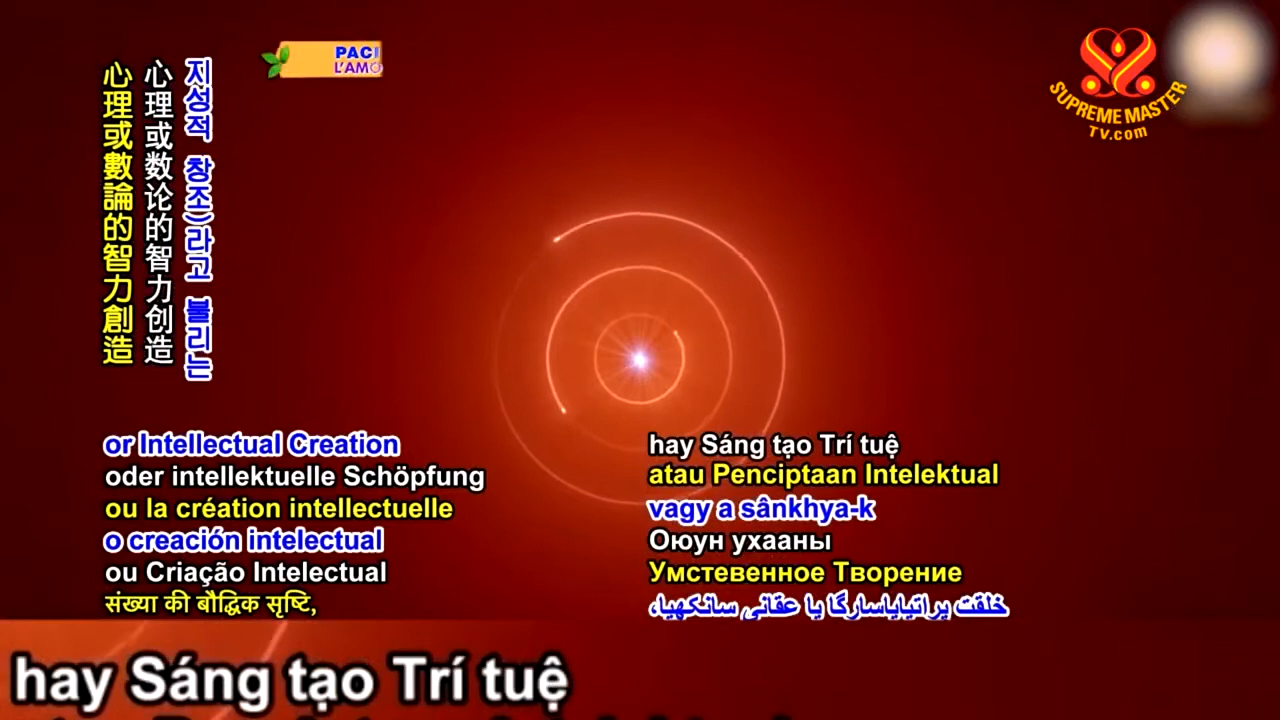 PACI
L'AMO
SUPREME MASTER
TV.com
지성적 창조)라고 불리는
心理或数论的智力创造
心理或數論的智力創造
or Intellectual Creation
oder intellektuelle Schöpfung
ou la création intellectuelle
o creación intelectual
ou Criação Intelectual
संख्या की बौद्धिक सृष्टि,
hay Sáng tạo Trí tuệ
atau Penciptaan Intelektual
vagy a sânkhya-k
Оюун ухааны
Умстевенное Творение
خلقت پراتیایاسارگا یا عقانی سانکهیا،
hay Sáng tạo Trí tuệ